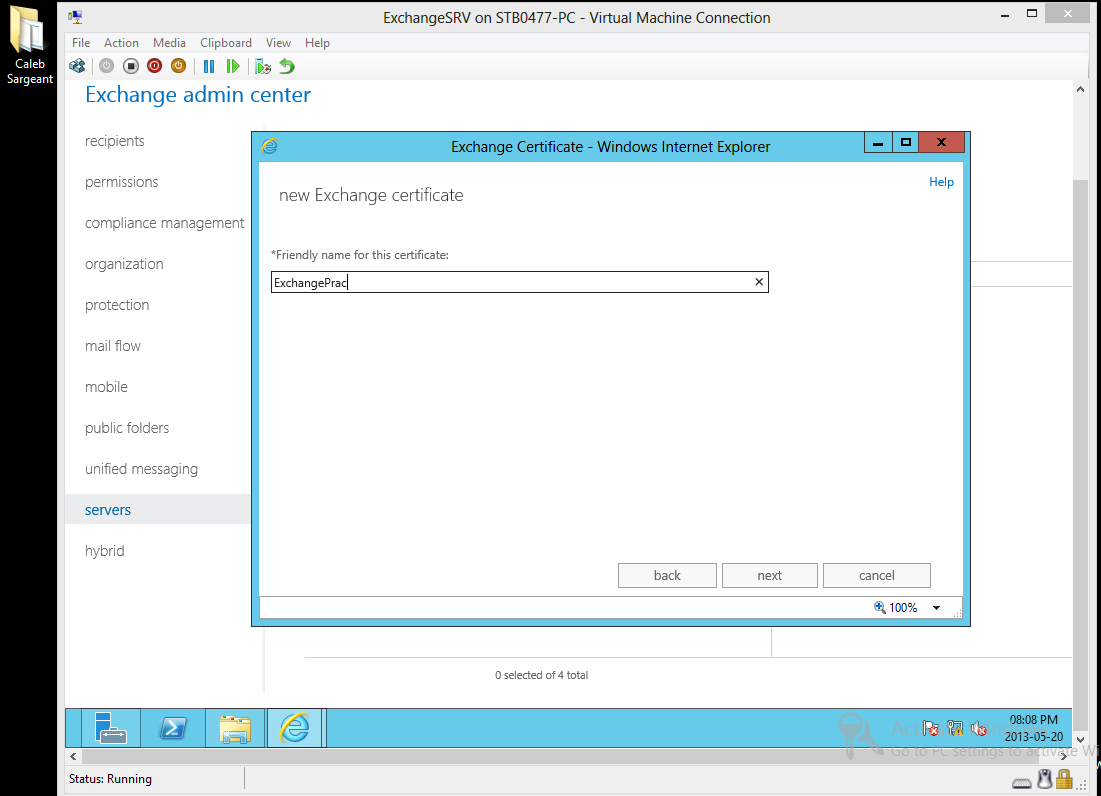 Caleb
Sargeant
ExchangeSRV on STB0477-PC - Virtual Machine Connection
File Action Media Clipboard View Help
Exchange admin center
recipients
permissions
compliance management
organization
protection
mail flow
mobile
public folders
unified messaging
servers
hybrid
Exchange Certificate - Windows Internet Explorer
Help
new Exchange certificate
*Friendly name for this certificate:
ExchangePrac
back next cancel
100%
0 selected of 4 total
08:08 PM
2013-05-20
Go to PC settings to activate Wi
Status: Running